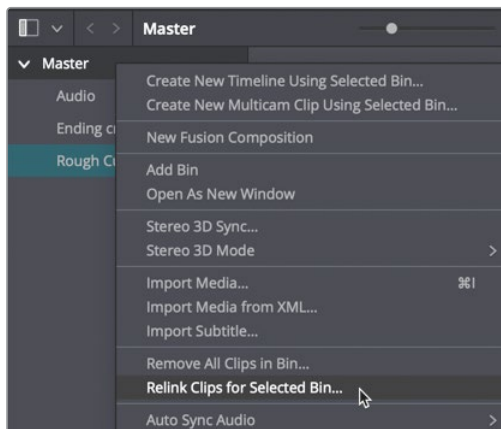 Master
Master
Audio
Ending
Rough
Create New Timeline Using Selected Bin...
Create New Multicam Clip Using Selected Bin...
New Fusion Composition
Add Bin
Open As New Window
Stereo 3D Sync...
Stereo 3D Mode
Import Media... ⌘I
Import Media from XML...
Import Subtitle...
Remove All Clips in Bin...
Relink Clips for Selected Bin...
Auto Sync Audio